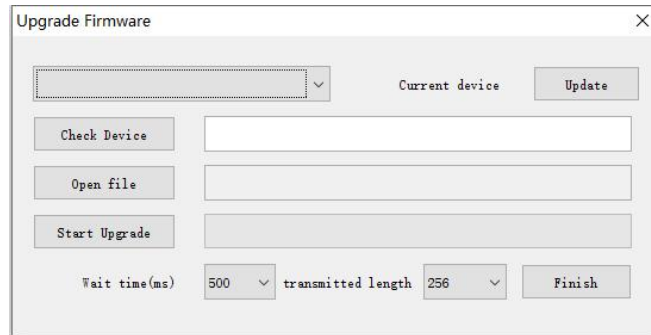 Upgrade Firmware
Current device Update
Check Device
Open file
Start Upgrade
Wait time(ms) 500 transmitted length 256 Finish